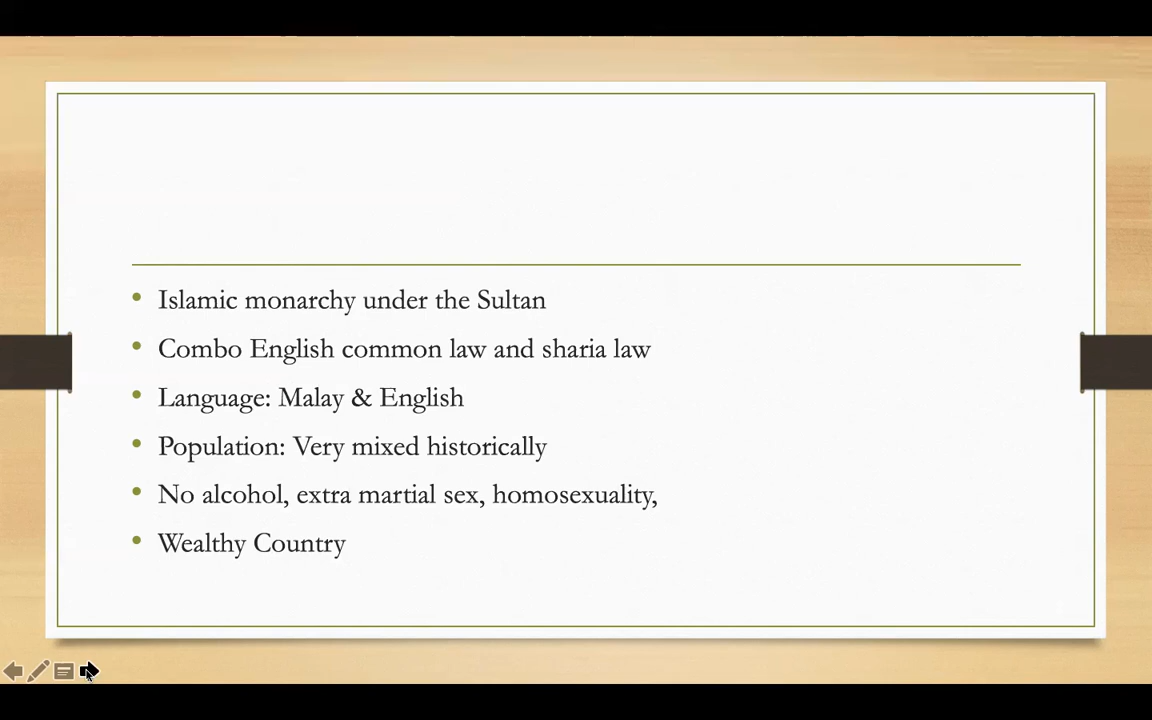 • Islamic monarchy under the Sultan
• Combo English common law and sharia law
• Language: Malay & English
• Population: Very mixed historically
• No alcohol, extra martial sex, homosexuality,
• Wealthy Country